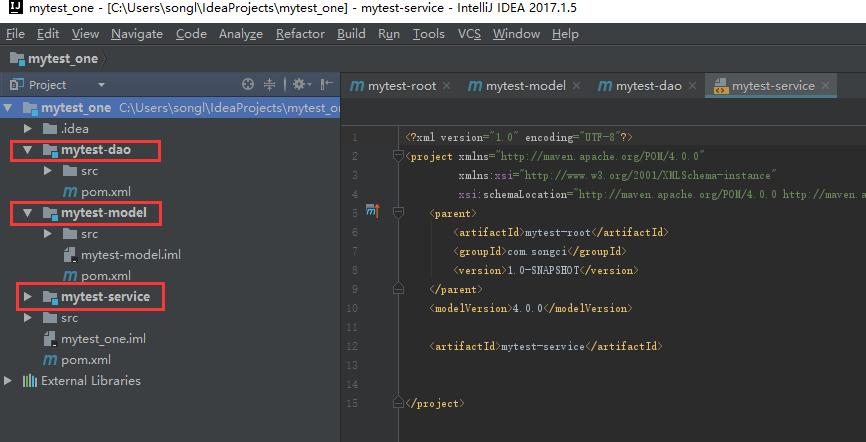 mytest_one - [C:\Users\songl\IdeaProjects\mytest_one] - mytest-service - IntelliJ IDEA 2017.1.5
File Edit View Navigate Code Analyze Refactor Build Run Tools VCS Window Help
mytest_one
Project
mytest-root mytest-model mytest-dao mytest-service
mytest_one C:\Users\songl\IdeaProjects\mytest_or
.idea
mytest-dao
src
pom.xml
mytest-model
src
mytest-model.iml
pom.xml
mytest-service
src
mytest_one.iml
pom.xml
External Libraries
1 <?xml version="1.0" encoding="UTF-8"?>
2 <project xmlns="http://maven.apache.org/POM/4.0.0"
3 xmlns:xsi="http://www.w3.org/2001/XMLSchema-instance"
4 xsi:schemaLocation="http://maven.apache.org/POM/4.0.0 http://maven.a
5 <parent>
6 <artifactId>mytest-root</artifactId>
7 <groupId>com.songci</groupId>
8 <version>1.0-SNAPSHOT</version>
9 </parent>
10 <modelVersion>4.0.0</modelVersion>
11
12 <artifactId>mytest-service</artifactId>
13
14
15 </project>